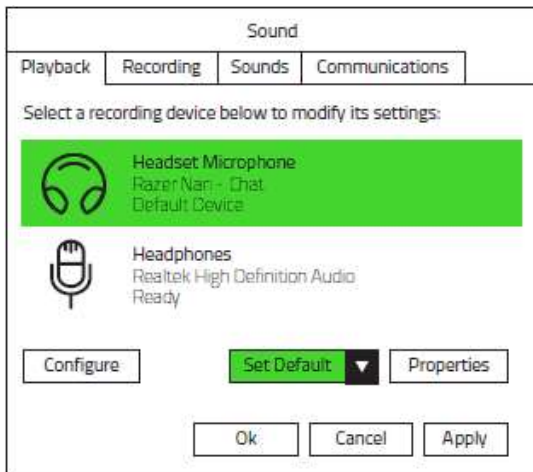 Sound
Playback Recording Sounds Communications
Select a recording device below to modify its settings:
Headset Microphone
Razer Nari - Chat
Default Device
Headphones
Realtek High Definition Audio
Ready
Configure Set Default Properties
Ok Cancel Apply